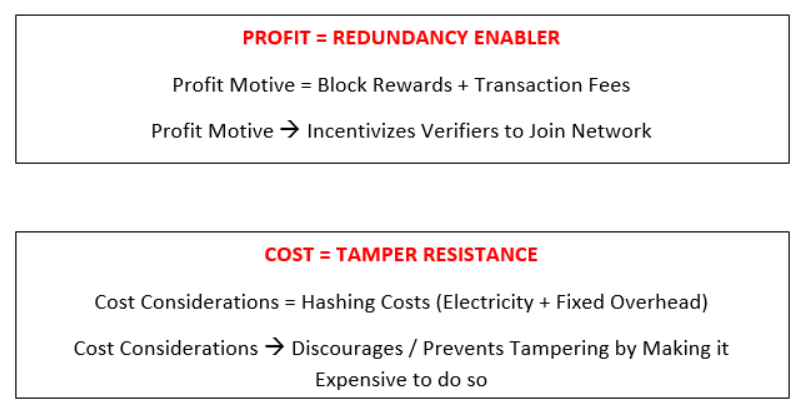 PROFIT = REDUNDANCY ENABLER
Profit Motive = Block Rewards + Transaction Fees
Profit Motive → Incentivizes Verifiers to Join Network
COST = TAMPER RESISTANCE
Cost Considerations = Hashing Costs (Electricity + Fixed Overhead)
Cost Considerations → Discourages / Prevents Tampering by Making it
Expensive to do so